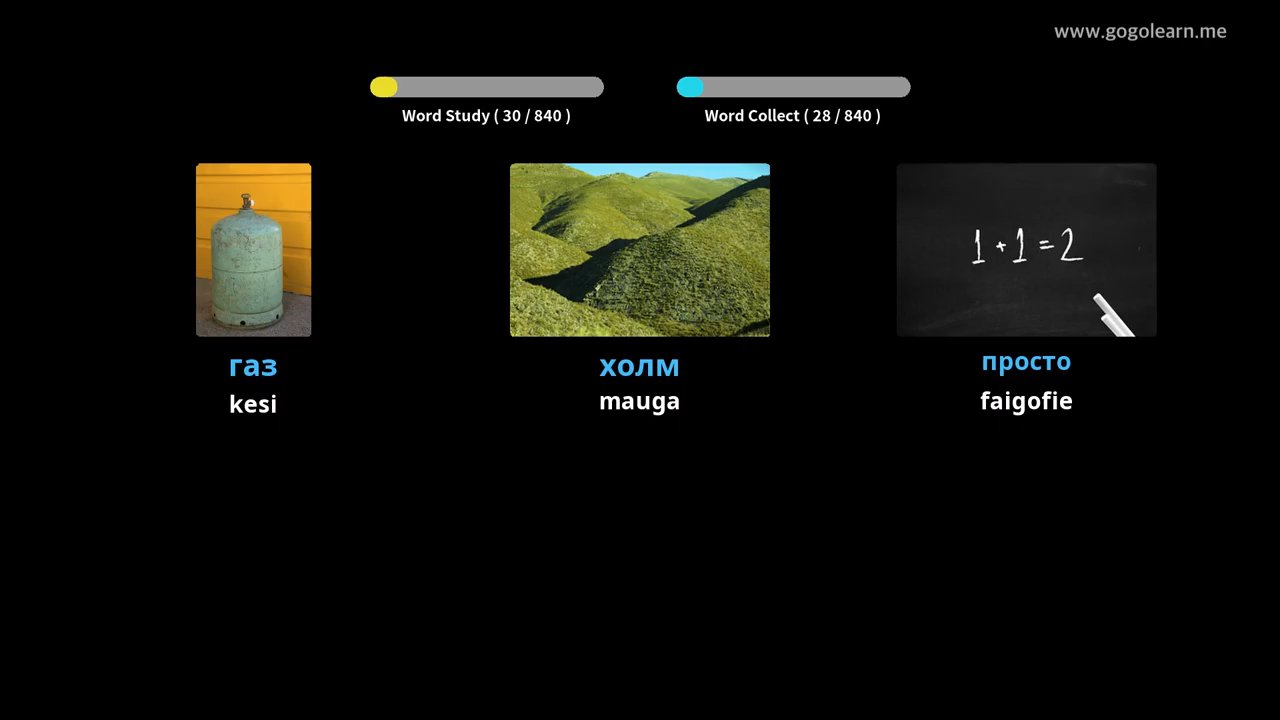 www.gogolearn.me
Word Study ( 30 / 840 )
Word Collect ( 28 / 840 )
1 + 1 = 2
газ
kesi
холм
mauga
просто
faigofie